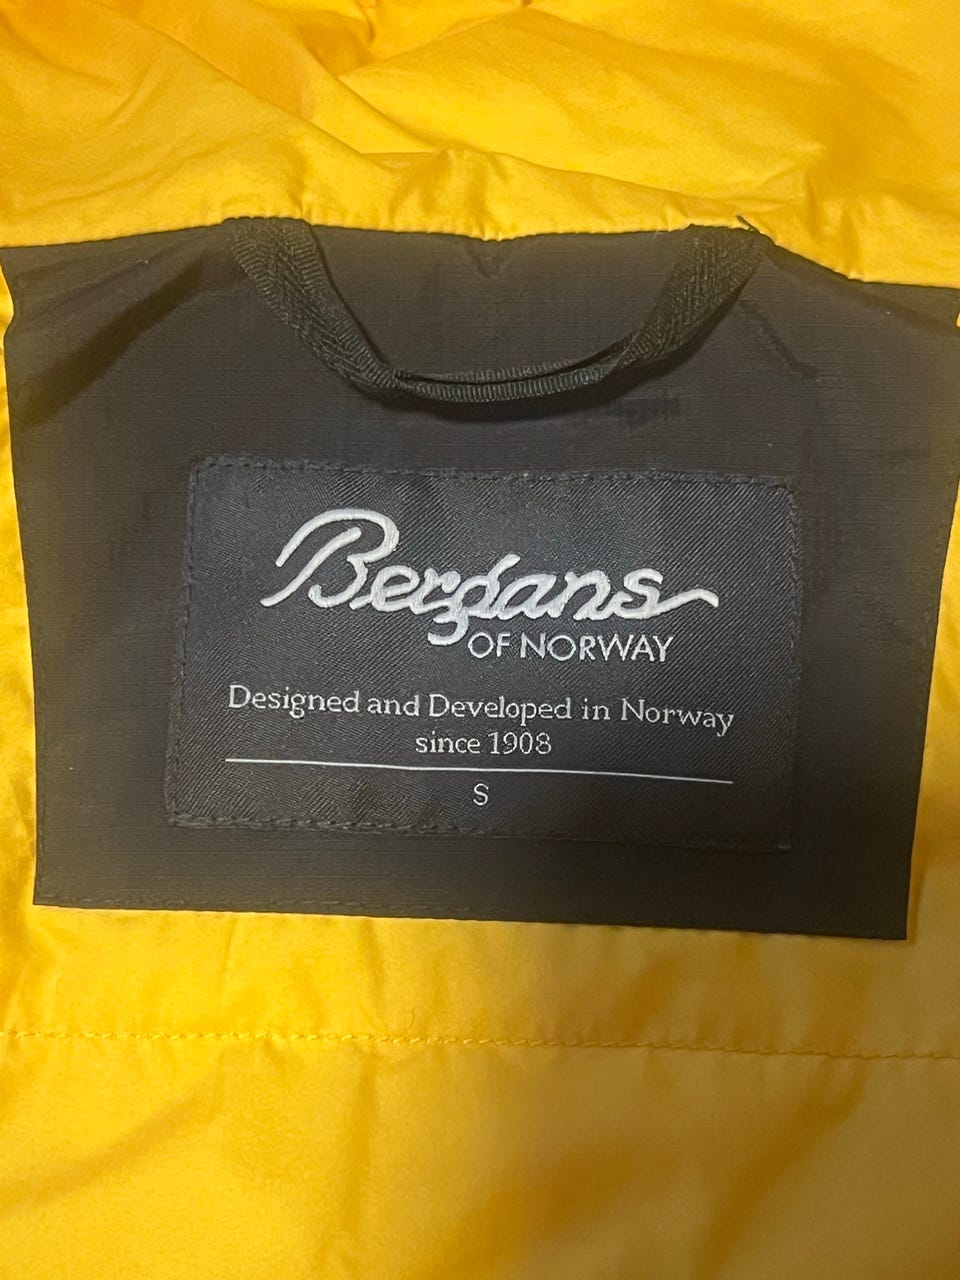 Bergans
OF NORWAY
Designed and Developed in Norway
since 1908
S